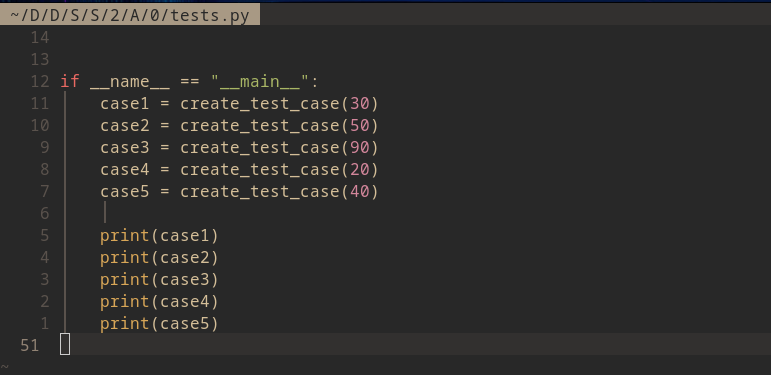 ~/D/D/S/S/2/A/0/tests.py
14
13
12 if __name__ == "__main__":
11     case1 = create_test_case(30)
10     case2 = create_test_case(50)
9     case3 = create_test_case(90)
8     case4 = create_test_case(20)
7     case5 = create_test_case(40)
6
5     print(case1)
4     print(case2)
3     print(case3)
2     print(case4)
1     print(case5)
51
~